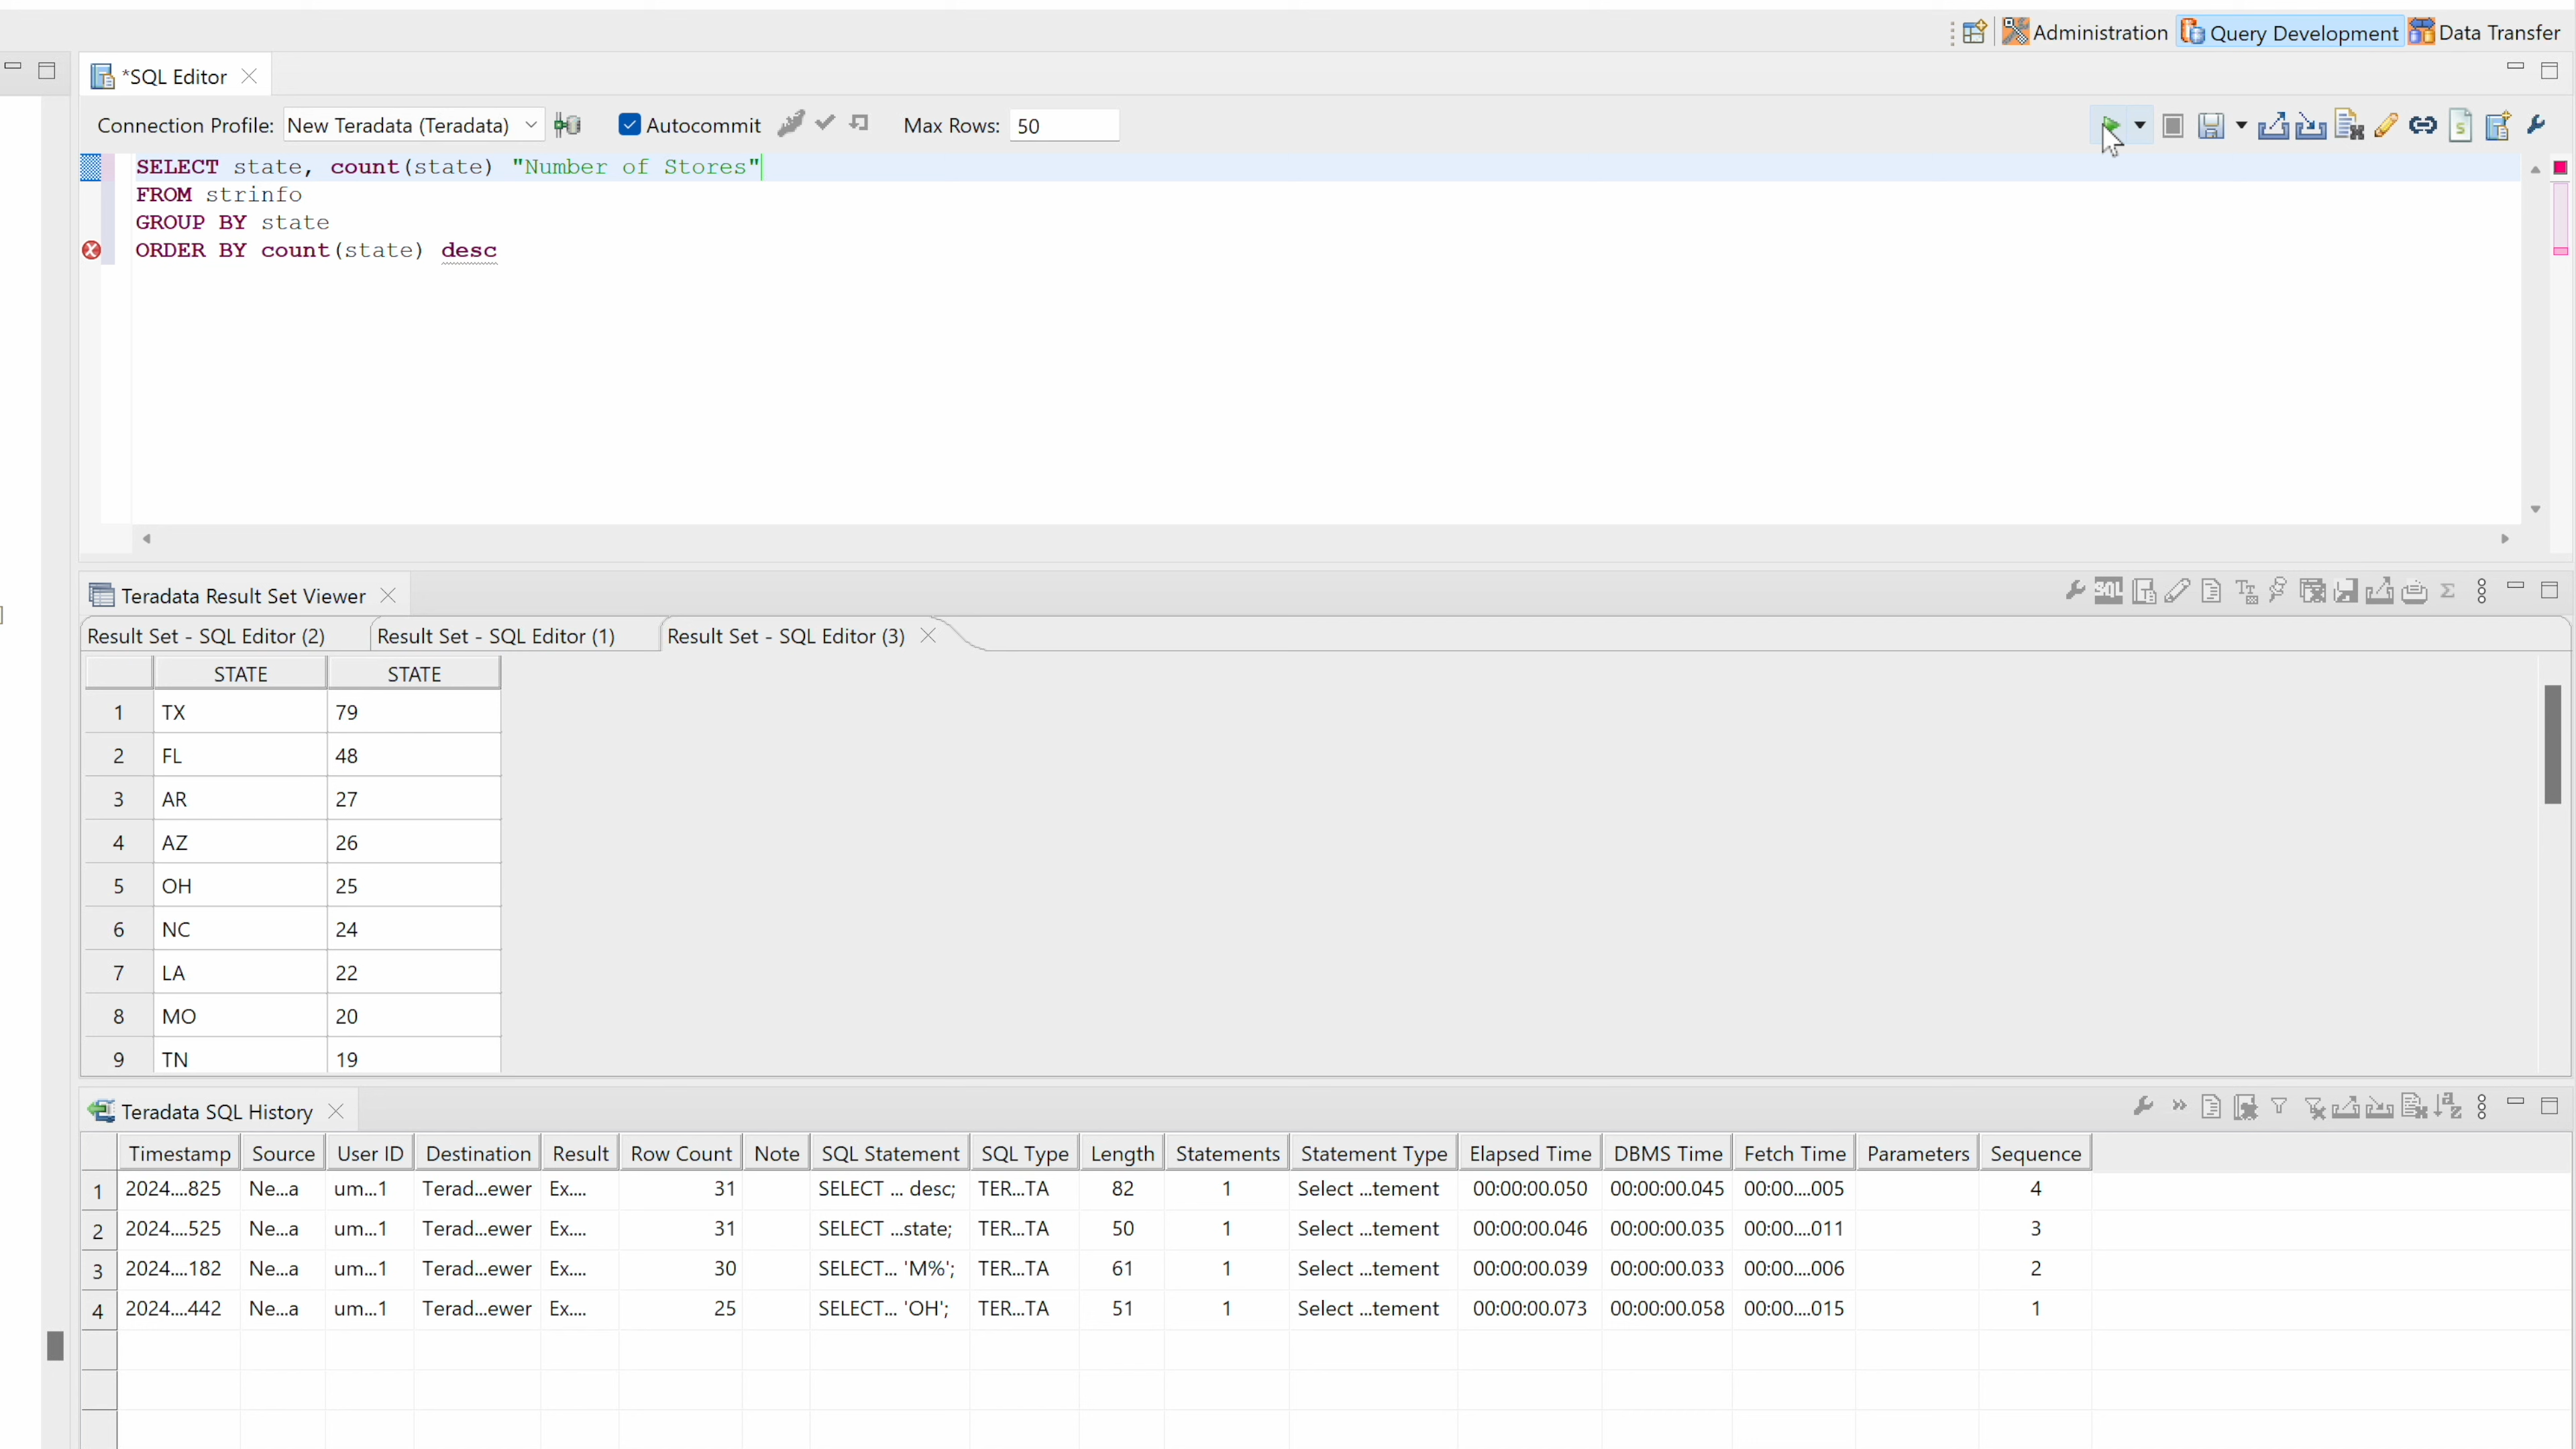 Administration Query Development Data Transfer
*SQL Editor
Connection Profile: New Teradata (Teradata) Autocommit Max Rows: 50
SELECT state, count(state) "Number of Stores"
FROM strinfo
GROUP BY state
ORDER BY count(state) desc
Teradata Result Set Viewer
Result Set - SQL Editor (2) Result Set - SQL Editor (1) Result Set - SQL Editor (3)
STATE STATE
1 TX 79
2 FL 48
3 AR 27
4 AZ 26
5 OH 25
6 NC 24
7 LA 22
8 MO 20
9 TN 19
Teradata SQL History
Timestamp Source User ID Destination Result Row Count Note SQL Statement SQL Type Length Statements Statement Type Elapsed Time DBMS Time Fetch Time Parameters Sequence
1 2024....825 Ne...a um...1 Terad...ewer Ex.... 31 SELECT ... desc; TER...TA 82 1 Select ...tement 00:00:00.050 00:00:00.045 00:00....005 4
2 2024....525 Ne...a um...1 Terad...ewer Ex.... 31 SELECT ...state; TER...TA 50 1 Select ...tement 00:00:00.046 00:00:00.035 00:00....011 3
3 2024....182 Ne...a um...1 Terad...ewer Ex.... 30 SELECT... 'M%'; TER...TA 61 1 Select ...tement 00:00:00.039 00:00:00.033 00:00....006 2
4 2024....442 Ne...a um...1 Terad...ewer Ex.... 25 SELECT... 'OH'; TER...TA 51 1 Select ...tement 00:00:00.073 00:00:00.058 00:00....015 1